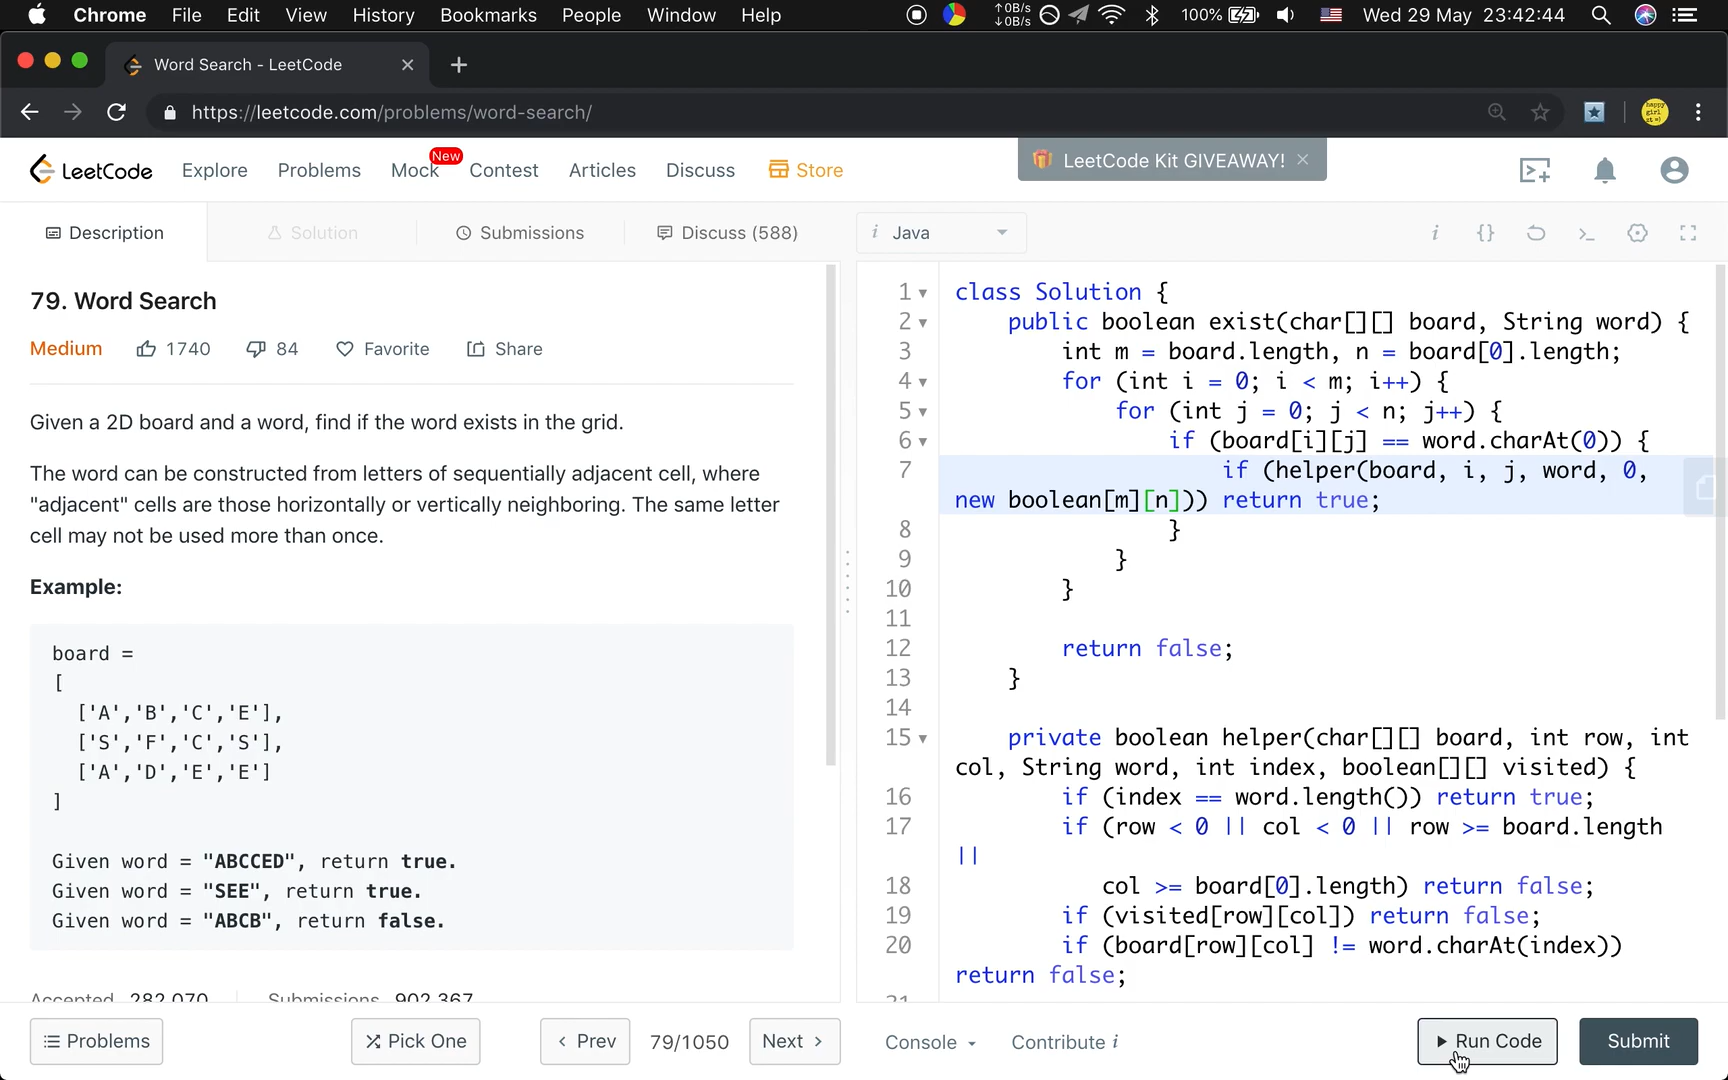 Chrome File Edit View History Bookmarks People Window Help
↑0B/s
↓0B/s
100%
Wed 29 May 23:42:44
Word Search - LeetCode
https://leetcode.com/problems/word-search/
happy
girl
LeetCode Explore Problems Mock New Contest Articles Discuss Store
LeetCode Kit GIVEAWAY!
Description Solution Submissions Discuss (588)
i Java
79. Word Search
Medium 1740 84 Favorite Share
Given a 2D board and a word, find if the word exists in the grid.
The word can be constructed from letters of sequentially adjacent cell, where
"adjacent" cells are those horizontally or vertically neighboring. The same letter
cell may not be used more than once.
Example:
board =
[
['A','B','C','E'],
['S','F','C','S'],
['A','D','E','E']
]
Given word = "ABCCED", return true.
Given word = "SEE", return true.
Given word = "ABCB", return false.
Accepted 282,070 Submissions 902,367
1 class Solution {
2 public boolean exist(char[][] board, String word) {
3 int m = board.length, n = board[0].length;
4 for (int i = 0; i < m; i++) {
5 for (int j = 0; j < n; j++) {
6 if (board[i][j] == word.charAt(0)) {
7 if (helper(board, i, j, word, 0,
new boolean[m][n])) return true;
8 }
9 }
10 }
11
12 return false;
13 }
14
15 private boolean helper(char[][] board, int row, int
col, String word, int index, boolean[][] visited) {
16 if (index == word.length()) return true;
17 if (row < 0 || col < 0 || row >= board.length
||
18 col >= board[0].length) return false;
19 if (visited[row][col]) return false;
20 if (board[row][col] != word.charAt(index))
return false;
21
Problems Pick One < Prev 79/1050 Next >
Console Contribute i Run Code Submit